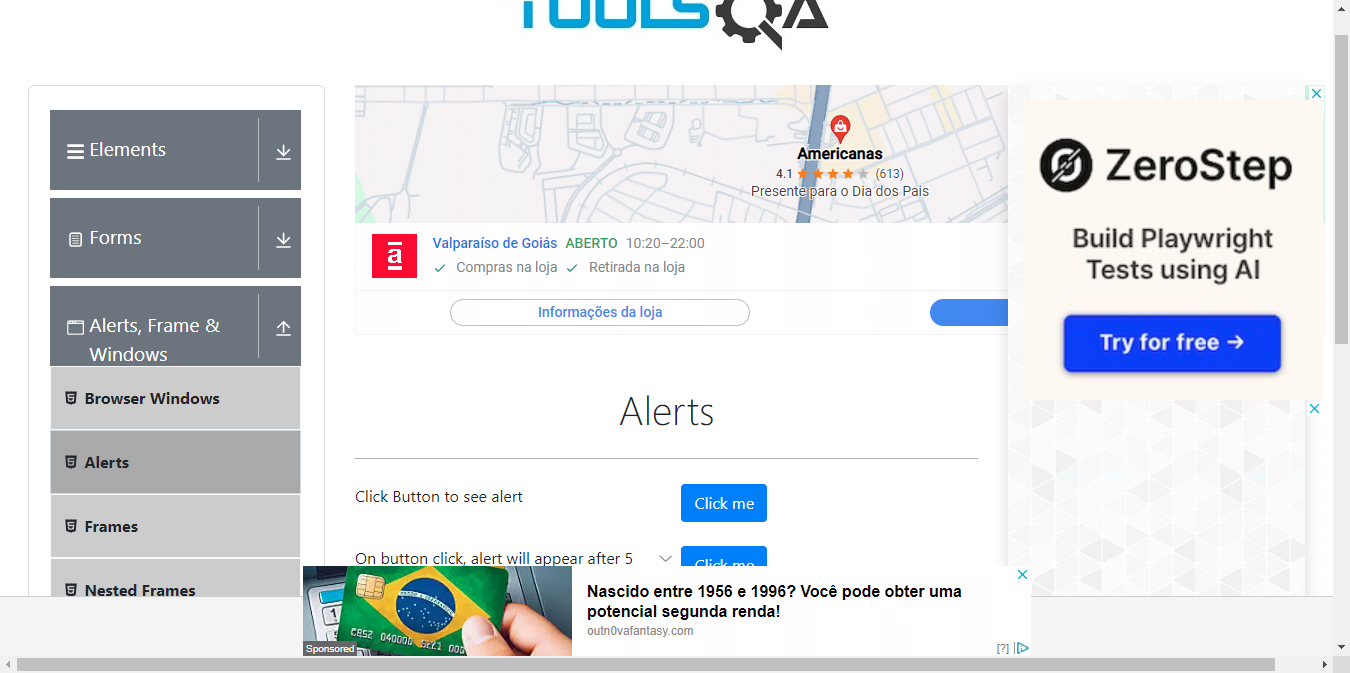 TOOLSQA
Elements
Forms
Alerts, Frame &
Windows
Browser Windows
Alerts
Frames
Nested Frames
Americanas
4.1 (613)
Presente para o Dia dos Pais
a
Valparaíso de Goiás ABERTO 10:20–22:00
Compras na loja Retirada na loja
Informações da loja
Alerts
Click Button to see alert
Click me
On button click, alert will appear after 5
Click me
ZeroStep
Build Playwright
Tests using AI
Try for free →
Nascido entre 1956 e 1996? Você pode obter uma
potencial segunda renda!
outn0vafantasy.com
Sponsored
[?]